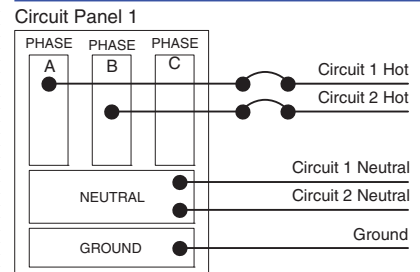 Circuit Panel 1
PHASE PHASE PHASE
A B C
Circuit 1 Hot
Circuit 2 Hot
Circuit 1 Neutral
NEUTRAL
Circuit 2 Neutral
Ground
GROUND